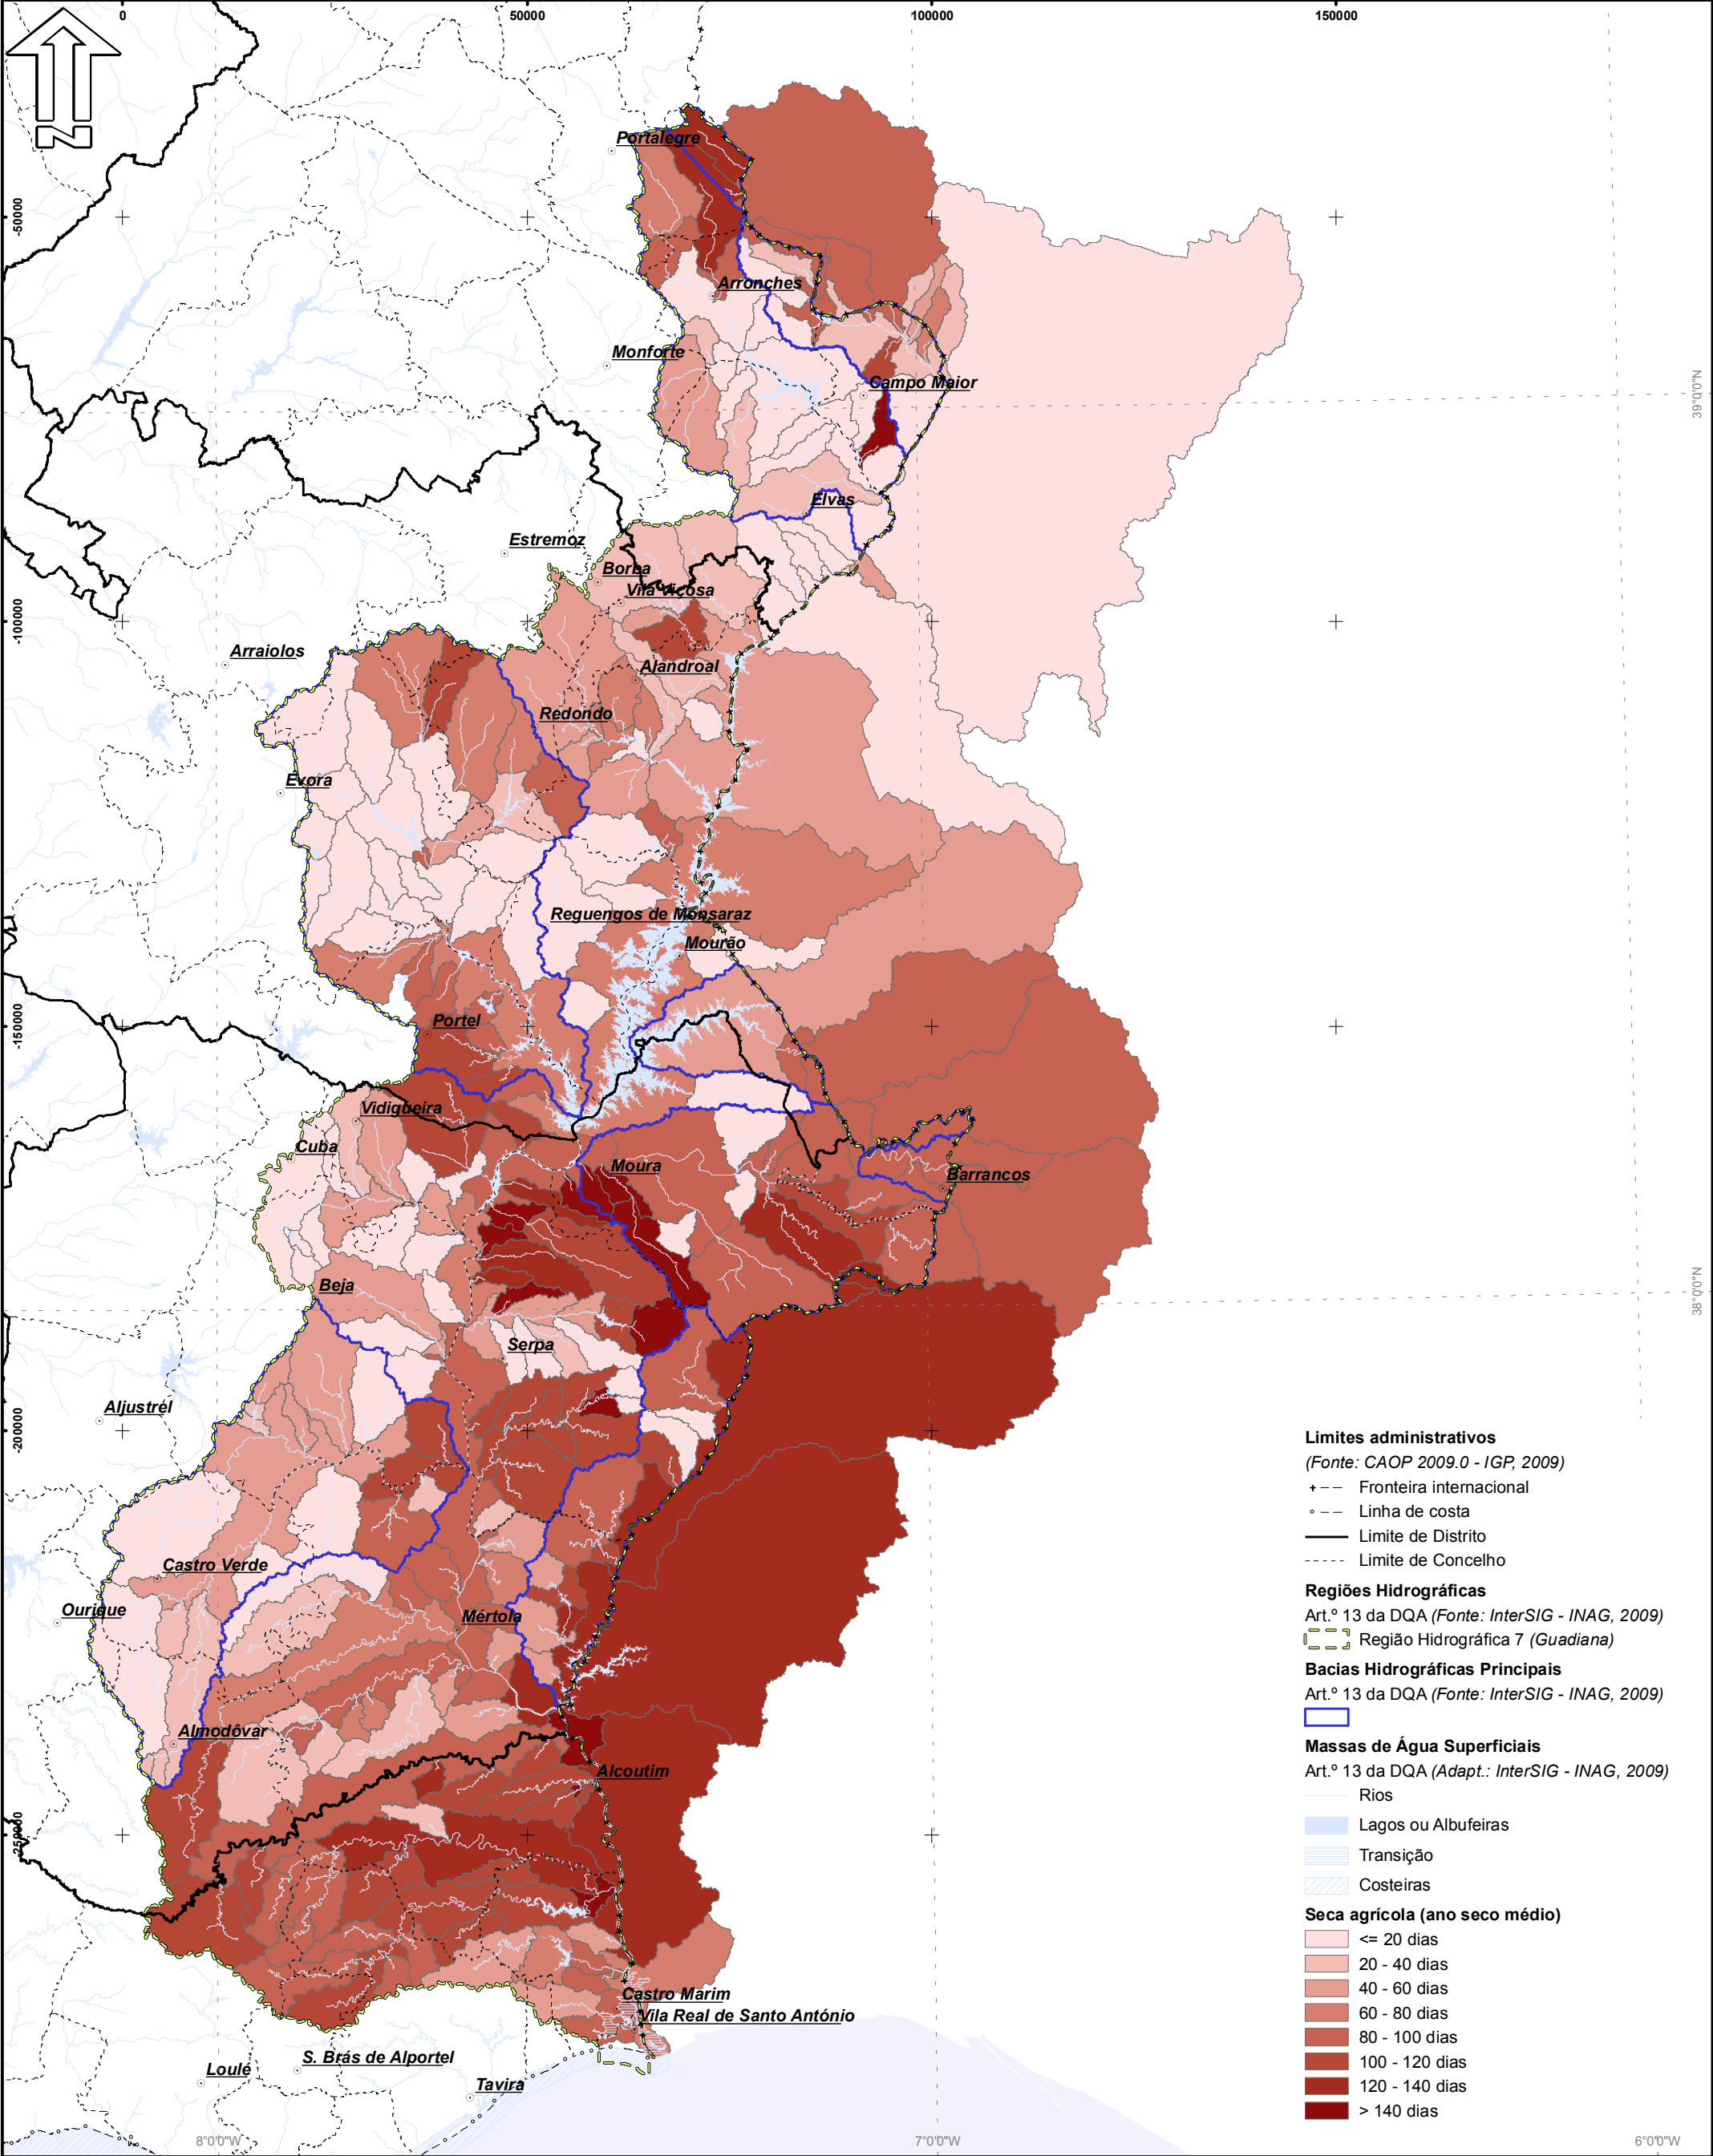 0
50000
100000
150000
N
-50000
Portalegre
Arronches
Monforte
Campo Maior
39°0'0"N
Elvas
Estremoz
Borba
Vila Viçosa
-100000
Arraiolos
Alandroal
Redondo
Évora
Reguengos de Monsaraz
Mourão
-150000
Portel
Vidigueira
Cuba
Moura
Barrancos
Beja
38°0'0"N
Serpa
Aljustrel
-200000
Castro Verde
Ourique
Mértola
Almodôvar
Alcoutim
-250000
Castro Marim
Vila Real de Santo António
S. Brás de Alportel
Loulé
Tavira
8°0'0"W
7°0'0"W
6°0'0"W
Limites administrativos
(Fonte: CAOP 2009.0 - IGP, 2009)
Fronteira internacional
Linha de costa
Limite de Distrito
Limite de Concelho
Regiões Hidrográficas
Art.º 13 da DQA (Fonte: InterSIG - INAG, 2009)
Região Hidrográfica 7 (Guadiana)
Bacias Hidrográficas Principais
Art.º 13 da DQA (Fonte: InterSIG - INAG, 2009)
Massas de Água Superficiais
Art.º 13 da DQA (Adapt.: InterSIG - INAG, 2009)
Rios
Lagos ou Albufeiras
Transição
Costeiras
Seca agrícola (ano seco médio)
<= 20 dias
20 - 40 dias
40 - 60 dias
60 - 80 dias
80 - 100 dias
100 - 120 dias
120 - 140 dias
> 140 dias